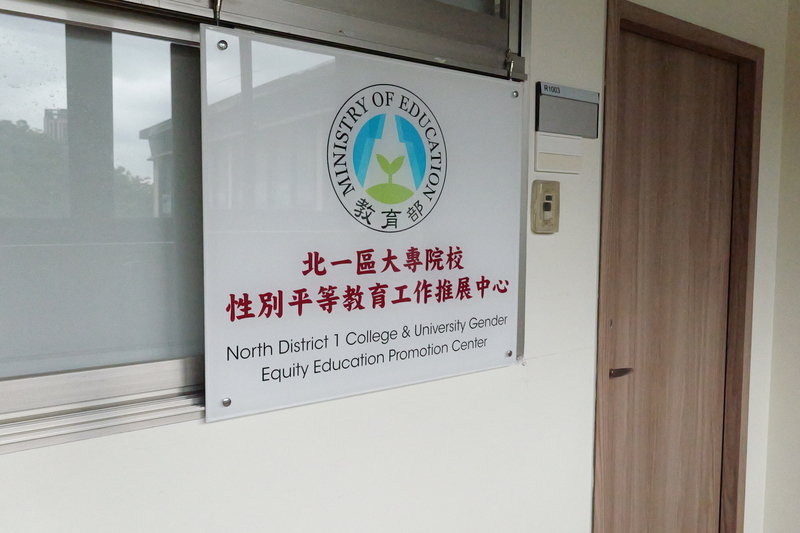 MINISTRY OF EDUCATION
教育部
北一區大專院校
性別平等教育工作推展中心
North District 1 College & University Gender
Equity Education Promotion Center
R1003